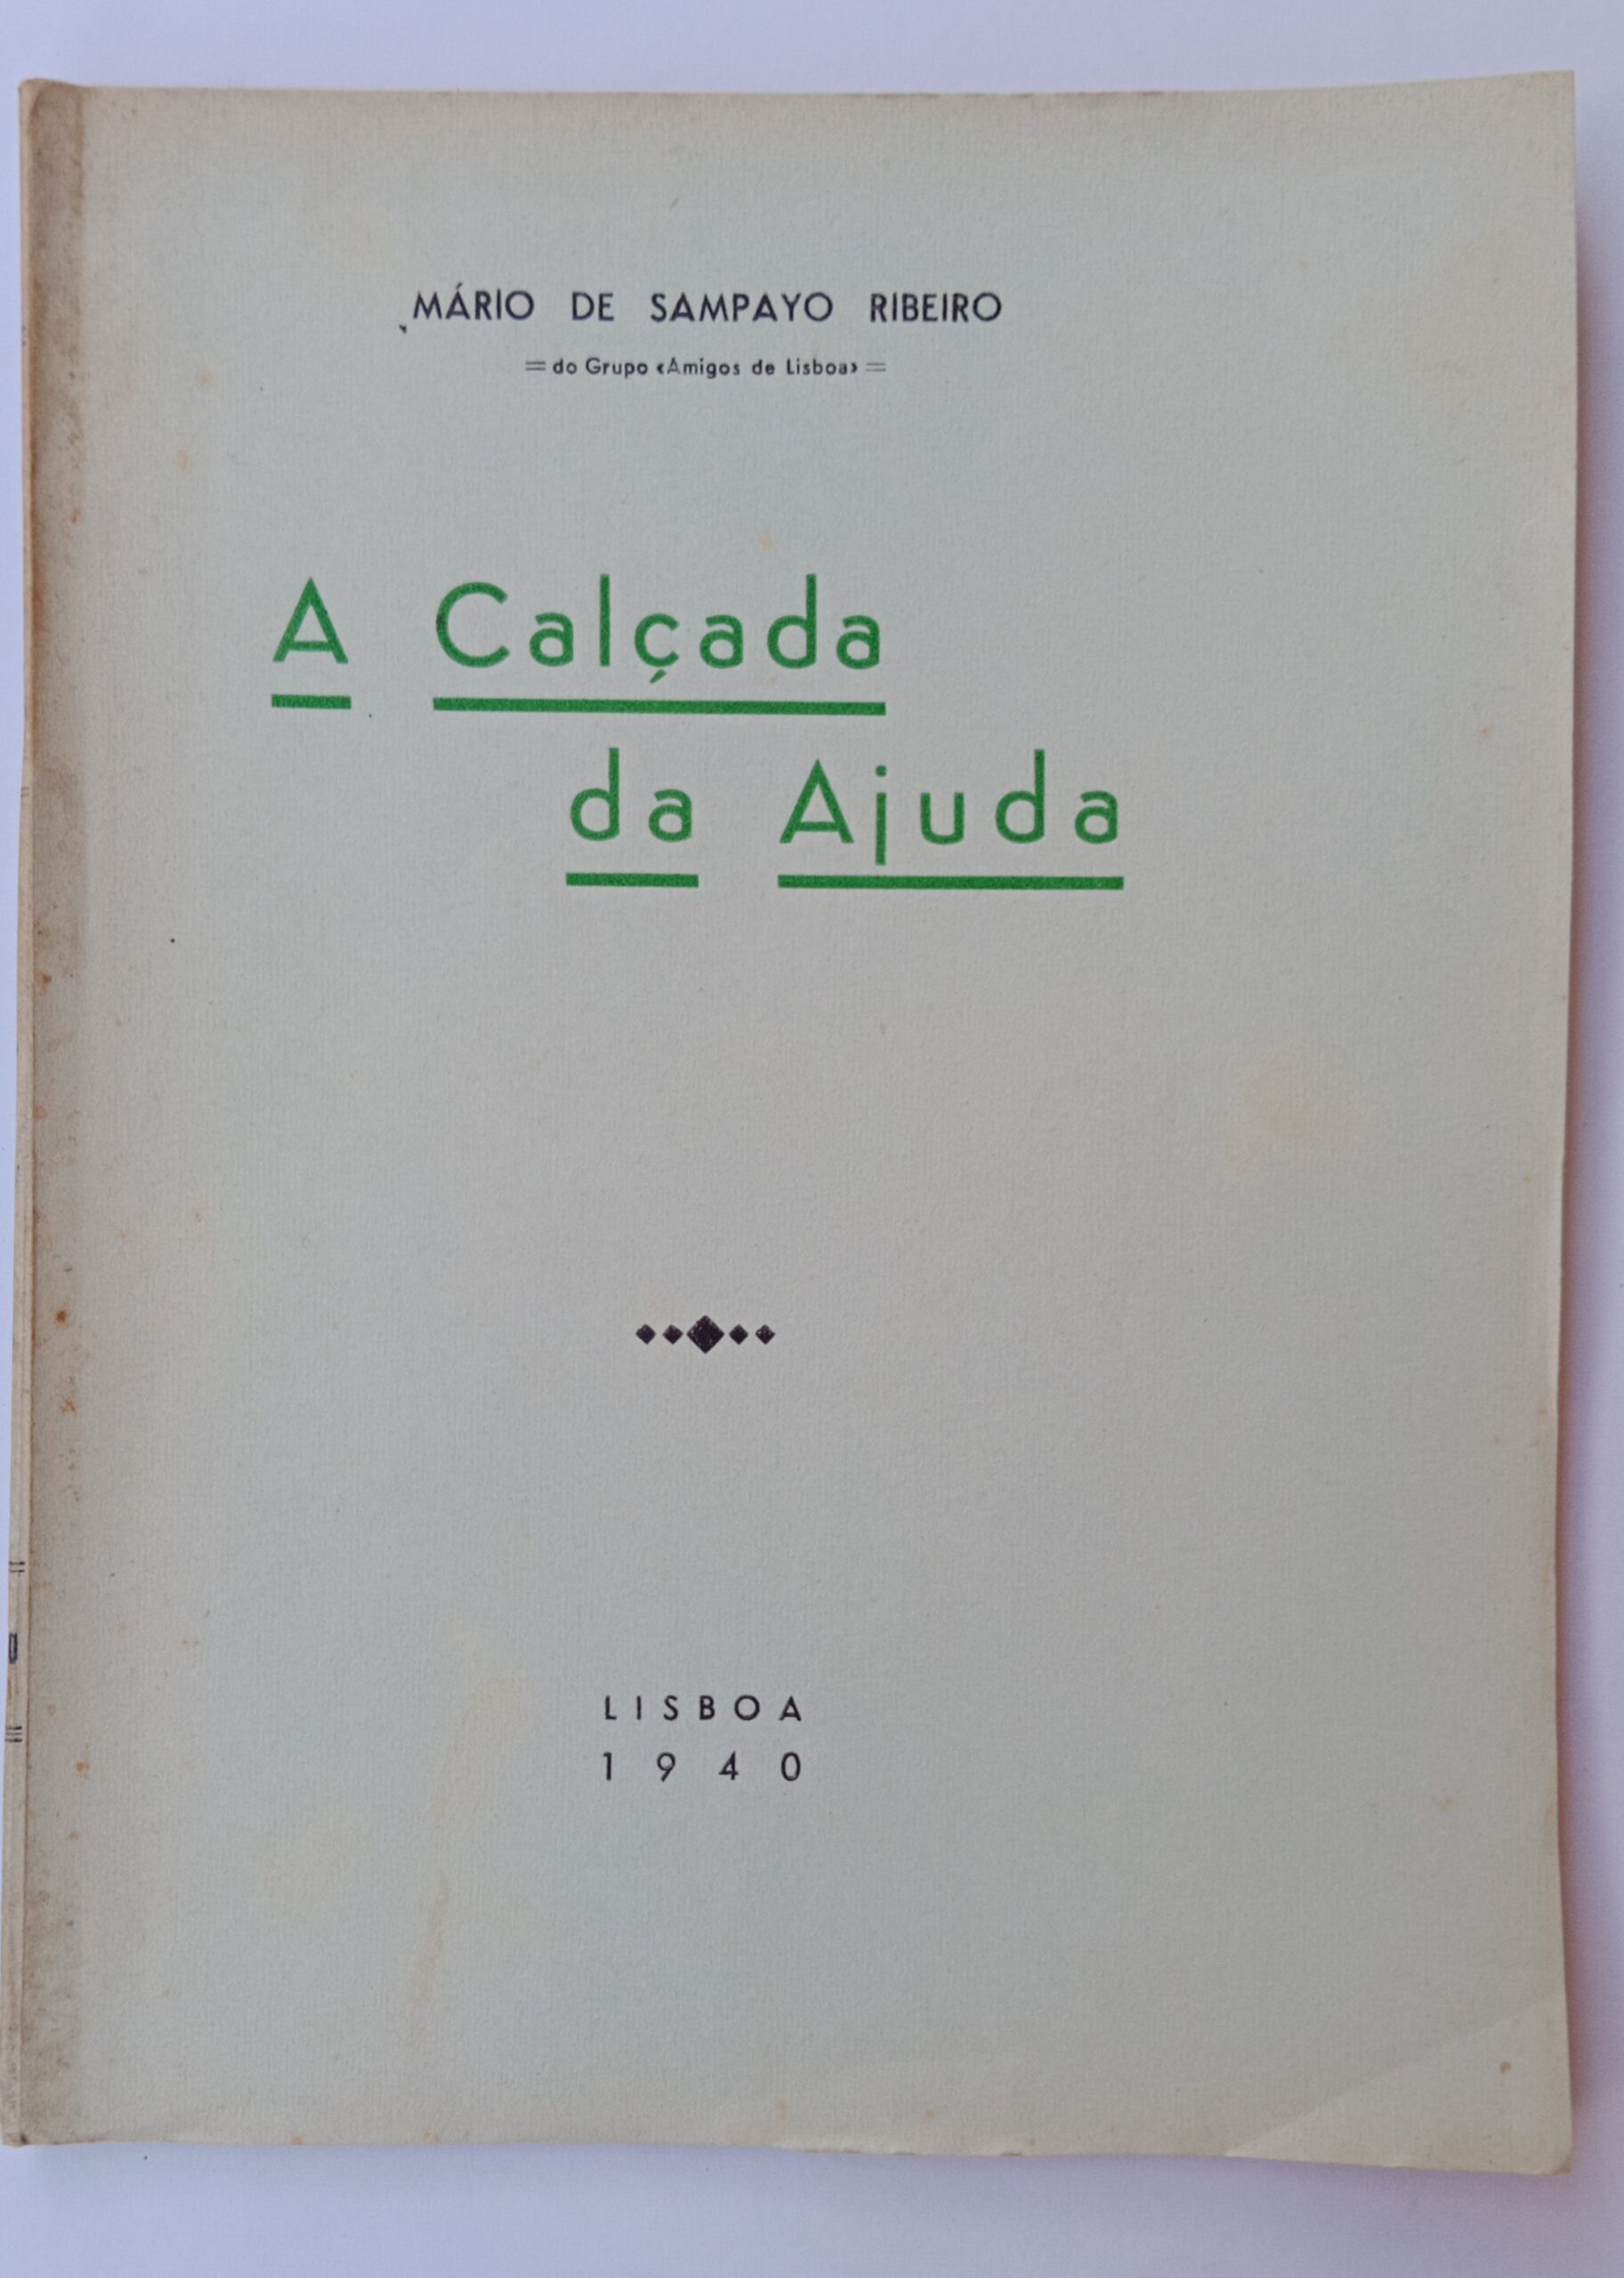 MÁRIO DE SAMPAYO RIBEIRO
= do Grupo «Amigos de Lisboa» =
A Calçada
da Ajuda
LISBOA
1940